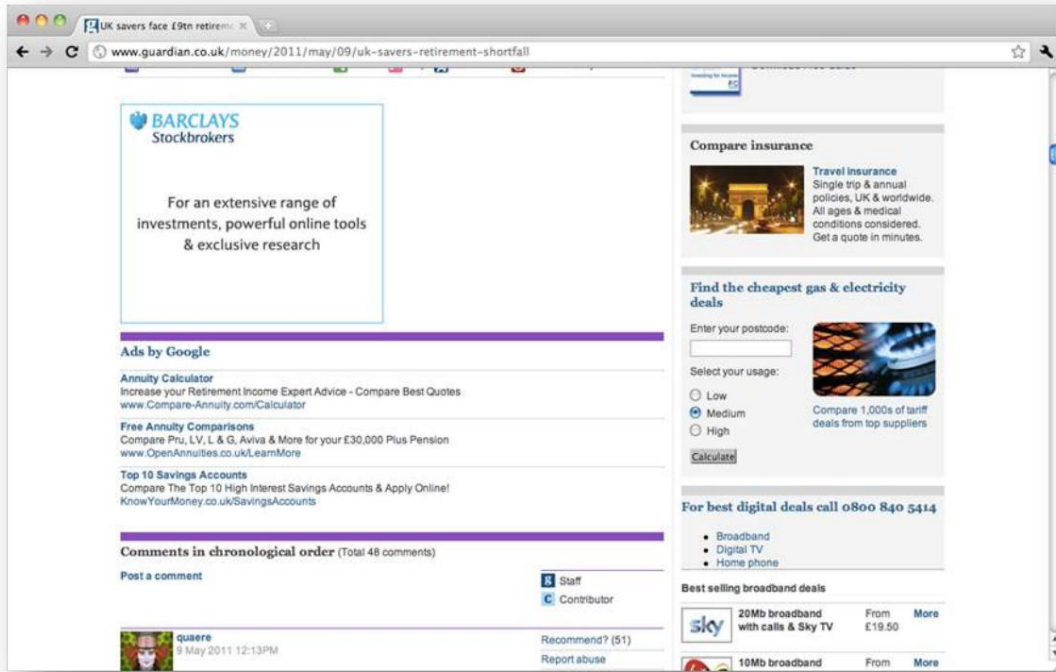 UK savers face £9tn retireme
www.guardian.co.uk/money/2011/may/09/uk-savers-retirement-shortfall
BARCLAYS
Stockbrokers
For an extensive range of
investments, powerful online tools
& exclusive research
Ads by Google
Annuity Calculator
Increase your Retirement Income Expert Advice - Compare Best Quotes
www.Compare-Annuity.com/Calculator
Free Annuity Comparisons
Compare Pru, LV, L & G, Aviva & More for your £30,000 Plus Pension
www.OpenAnnuities.co.uk/LearnMore
Top 10 Savings Accounts
Compare The Top 10 High Interest Savings Accounts & Apply Online!
KnowYourMoney.co.uk/SavingsAccounts
Comments in chronological order (Total 48 comments)
Post a comment
g Staff
C Contributor
quaere
9 May 2011 12:13PM
Recommend? (51)
Report abuse
Compare insurance
Travel insurance
Single trip & annual
policies, UK & worldwide.
All ages & medical
conditions considered.
Get a quote in minutes.
Find the cheapest gas & electricity
deals
Enter your postcode:
Select your usage:
Low
Medium
High
Calculate
Compare 1,000s of tariff
deals from top suppliers
For best digital deals call 0800 840 5414
Broadband
Digital TV
Home phone
Best selling broadband deals
sky
20Mb broadband From More
with calls & Sky TV £19.50
10Mb broadband From More